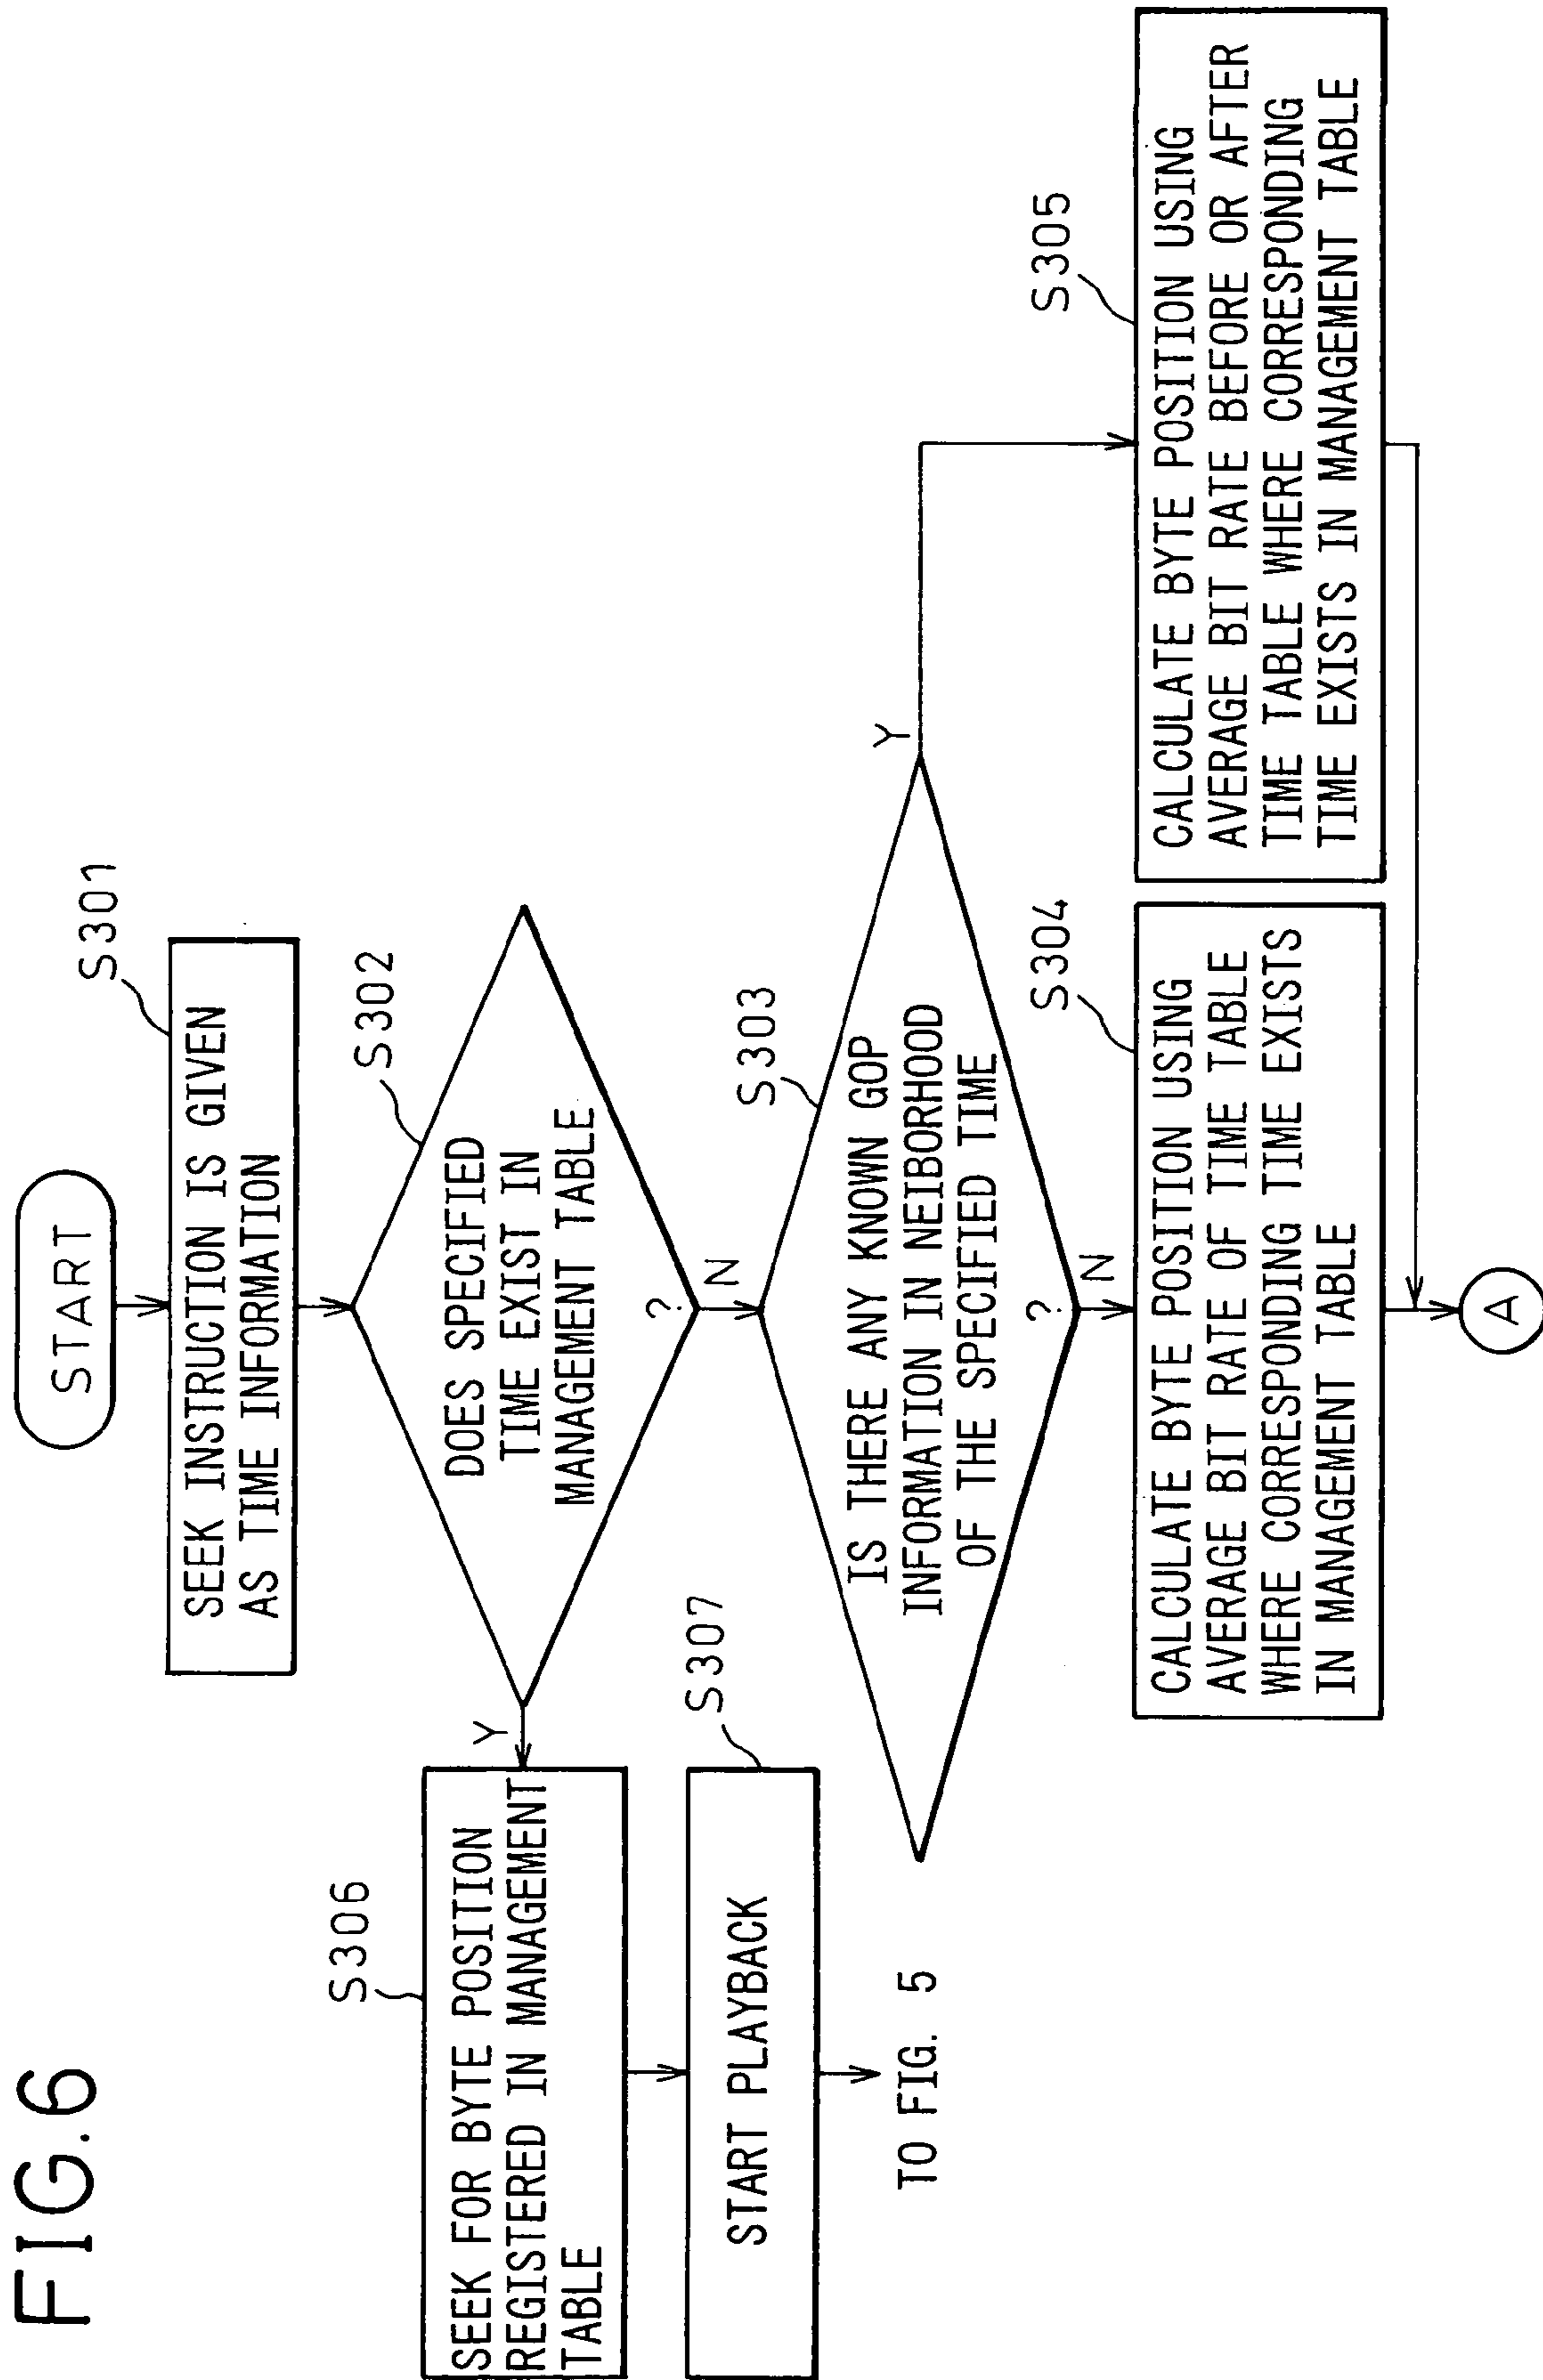 FIG.6
START
S301
SEEK INSTRUCTION IS GIVEN
AS TIME INFORMATION
S302
DOES SPECIFIED
TIME EXIST IN
MANAGEMENT TABLE
?
Y
N
S306
SEEK FOR BYTE POSITION
REGISTERED IN MANAGEMENT
TABLE
S307
START PLAYBACK
TO FIG. 5
S303
IS THERE ANY KNOWN GOP
INFORMATION IN NEIBORHOOD
OF THE SPECIFIED TIME
?
Y
N
S304
CALCULATE BYTE POSITION USING
AVERAGE BIT RATE OF TIME TABLE
WHERE CORRESPONDING TIME EXISTS
IN MANAGEMENT TABLE
S305
CALCULATE BYTE POSITION USING
AVERAGE BIT RATE BEFORE OR AFTER
TIME TABLE WHERE CORRESPONDING
TIME EXISTS IN MANAGEMENT TABLE
A